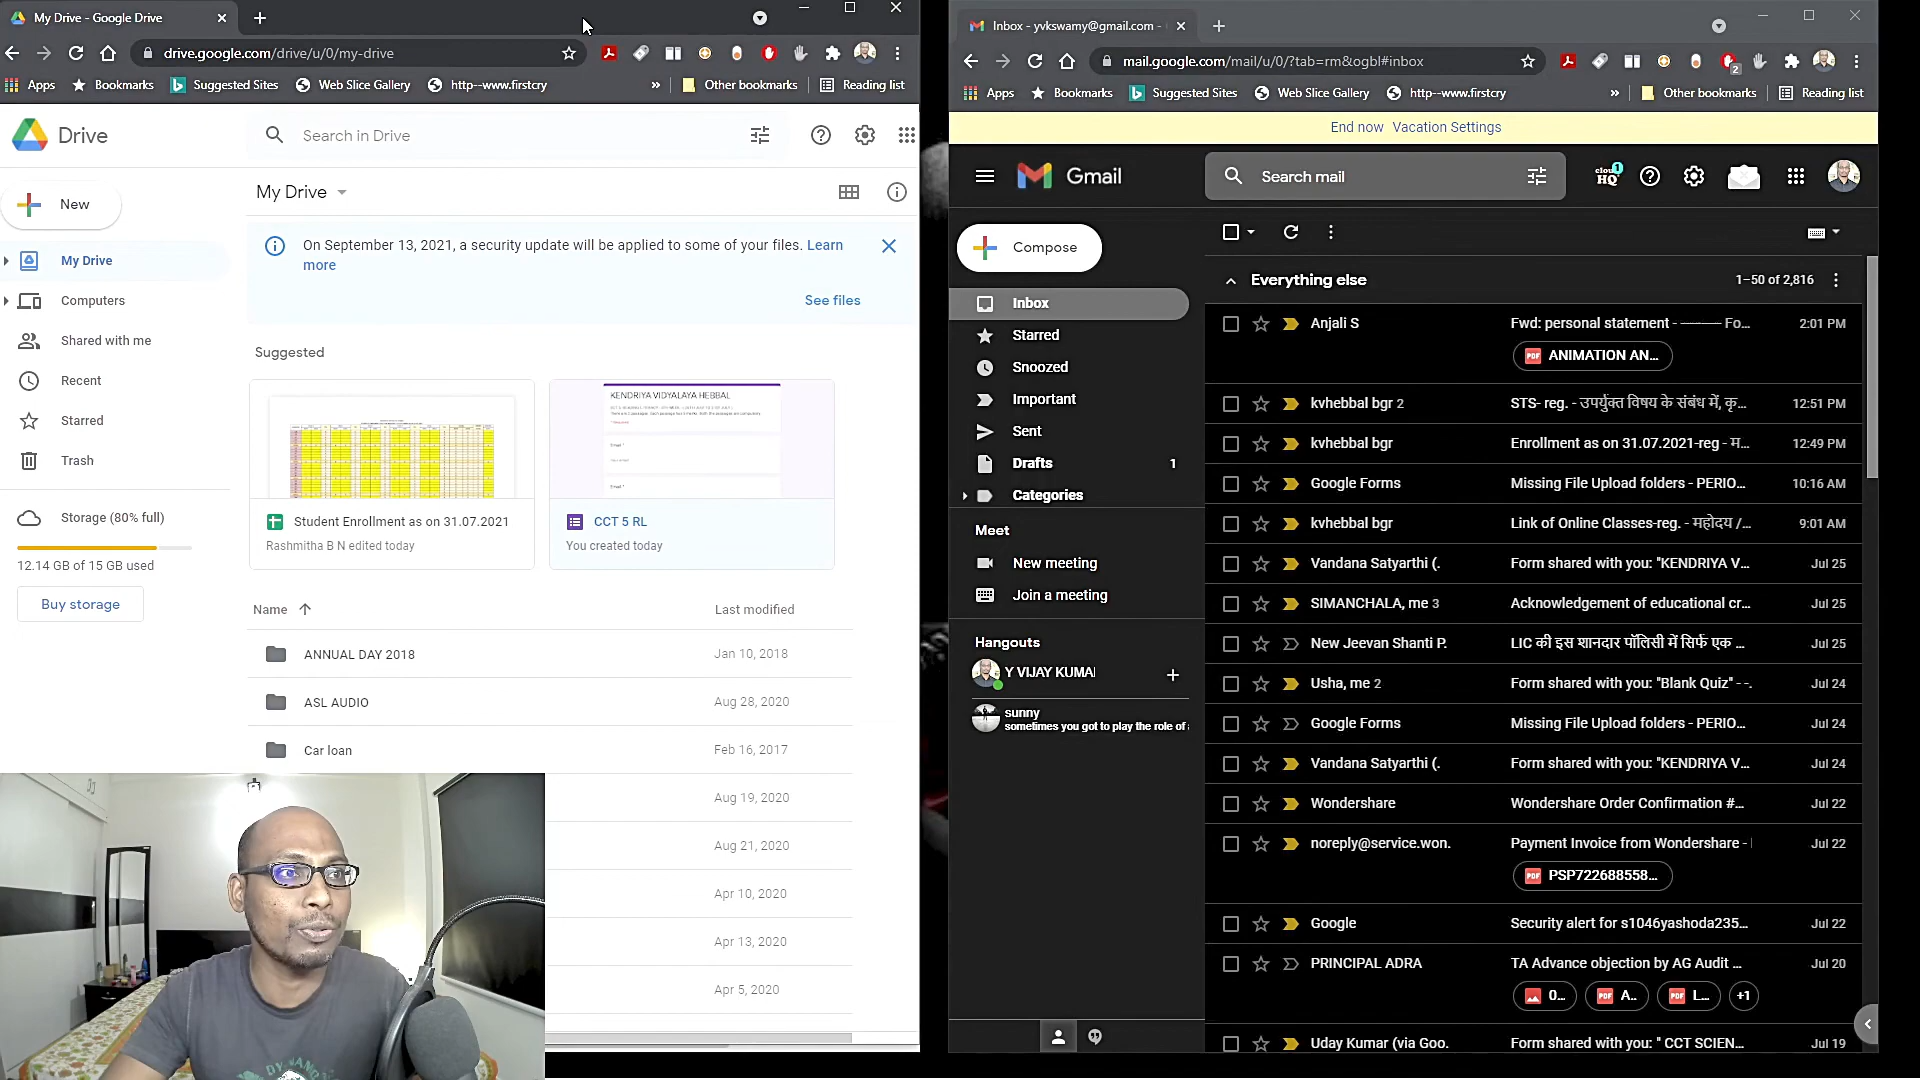 My Drive - Google Drive
drive.google.com/drive/u/0/my-drive
Apps
Bookmarks
Suggested Sites
Web Slice Gallery
http--www.firstcry
»
Other bookmarks
Reading list
Drive
Search in Drive
New
My Drive
Computers
Shared with me
Recent
Starred
Trash
Storage (80% full)
12.14 GB of 15 GB used
Buy storage
My Drive
On September 13, 2021, a security update will be applied to some of your files. Learn
more
See files
Suggested
KENDRIYA VIDYALAYA HEBBAL
Email *
Email *
Student Enrollment as on 31.07.2021
Rashmitha B N edited today
CCT 5 RL
You created today
Name
Last modified
ANNUAL DAY 2018
Jan 10, 2018
ASL AUDIO
Aug 28, 2020
Car loan
Feb 16, 2017
Aug 19, 2020
Aug 21, 2020
Apr 10, 2020
Apr 13, 2020
Apr 5, 2020
Inbox - yvkswamy@gmail.com -
mail.google.com/mail/u/0/?tab=rm&ogbl#inbox
2
Apps
Bookmarks
Suggested Sites
Web Slice Gallery
http--www.firstcry
»
Other bookmarks
Reading list
End now Vacation Settings
Gmail
Search mail
cloud HQ
1
Compose
Inbox
Starred
Snoozed
Important
Sent
Drafts 1
Categories
Meet
New meeting
Join a meeting
Hangouts
Y VIJAY KUMAI
sunny
sometimes you got to play the role of
Everything else
1–50 of 2,816
Anjali S Fwd: personal statement - ——— Fo... 2:01 PM
PDF ANIMATION AN...
kvhebbal bgr 2 STS- reg. - उपर्युक्त विषय के संबंध में, कृ... 12:51 PM
kvhebbal bgr Enrollment as on 31.07.2021-reg - म... 12:49 PM
Google Forms Missing File Upload folders - PERIO... 10:16 AM
kvhebbal bgr Link of Online Classes-reg. - महोदय /... 9:01 AM
Vandana Satyarthi (. Form shared with you: "KENDRIYA V... Jul 25
SIMANCHALA, me 3 Acknowledgement of educational cr... Jul 25
New Jeevan Shanti P. LIC की इस शानदार पॉलिसी में सिर्फ एक ... Jul 25
Usha, me 2 Form shared with you: "Blank Quiz" - -. Jul 24
Google Forms Missing File Upload folders - PERIO... Jul 24
Vandana Satyarthi (. Form shared with you: "KENDRIYA V... Jul 24
Wondershare Wondershare Order Confirmation #... Jul 22
noreply@service.won. Payment Invoice from Wondershare - Jul 22
PDF PSP722688558...
Google Security alert for s1046yashoda235... Jul 22
PRINCIPAL ADRA TA Advance objection by AG Audit ... Jul 20
0... PDF A.. PDF L... +1
Uday Kumar (via Goo. Form shared with you: " CCT SCIEN... Jul 19